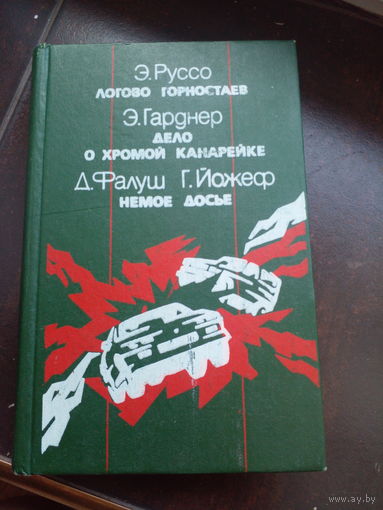 Э.Руссо
ЛОГОВО ГОРНОСТАЕВ
Э.Гарднер
ДЕЛО
О ХРОМОЙ КАНАРЕЙКЕ
Д.Фалуш Г.Йожеф
НЕМОЕ ДОСЬЕ
www.ay.by